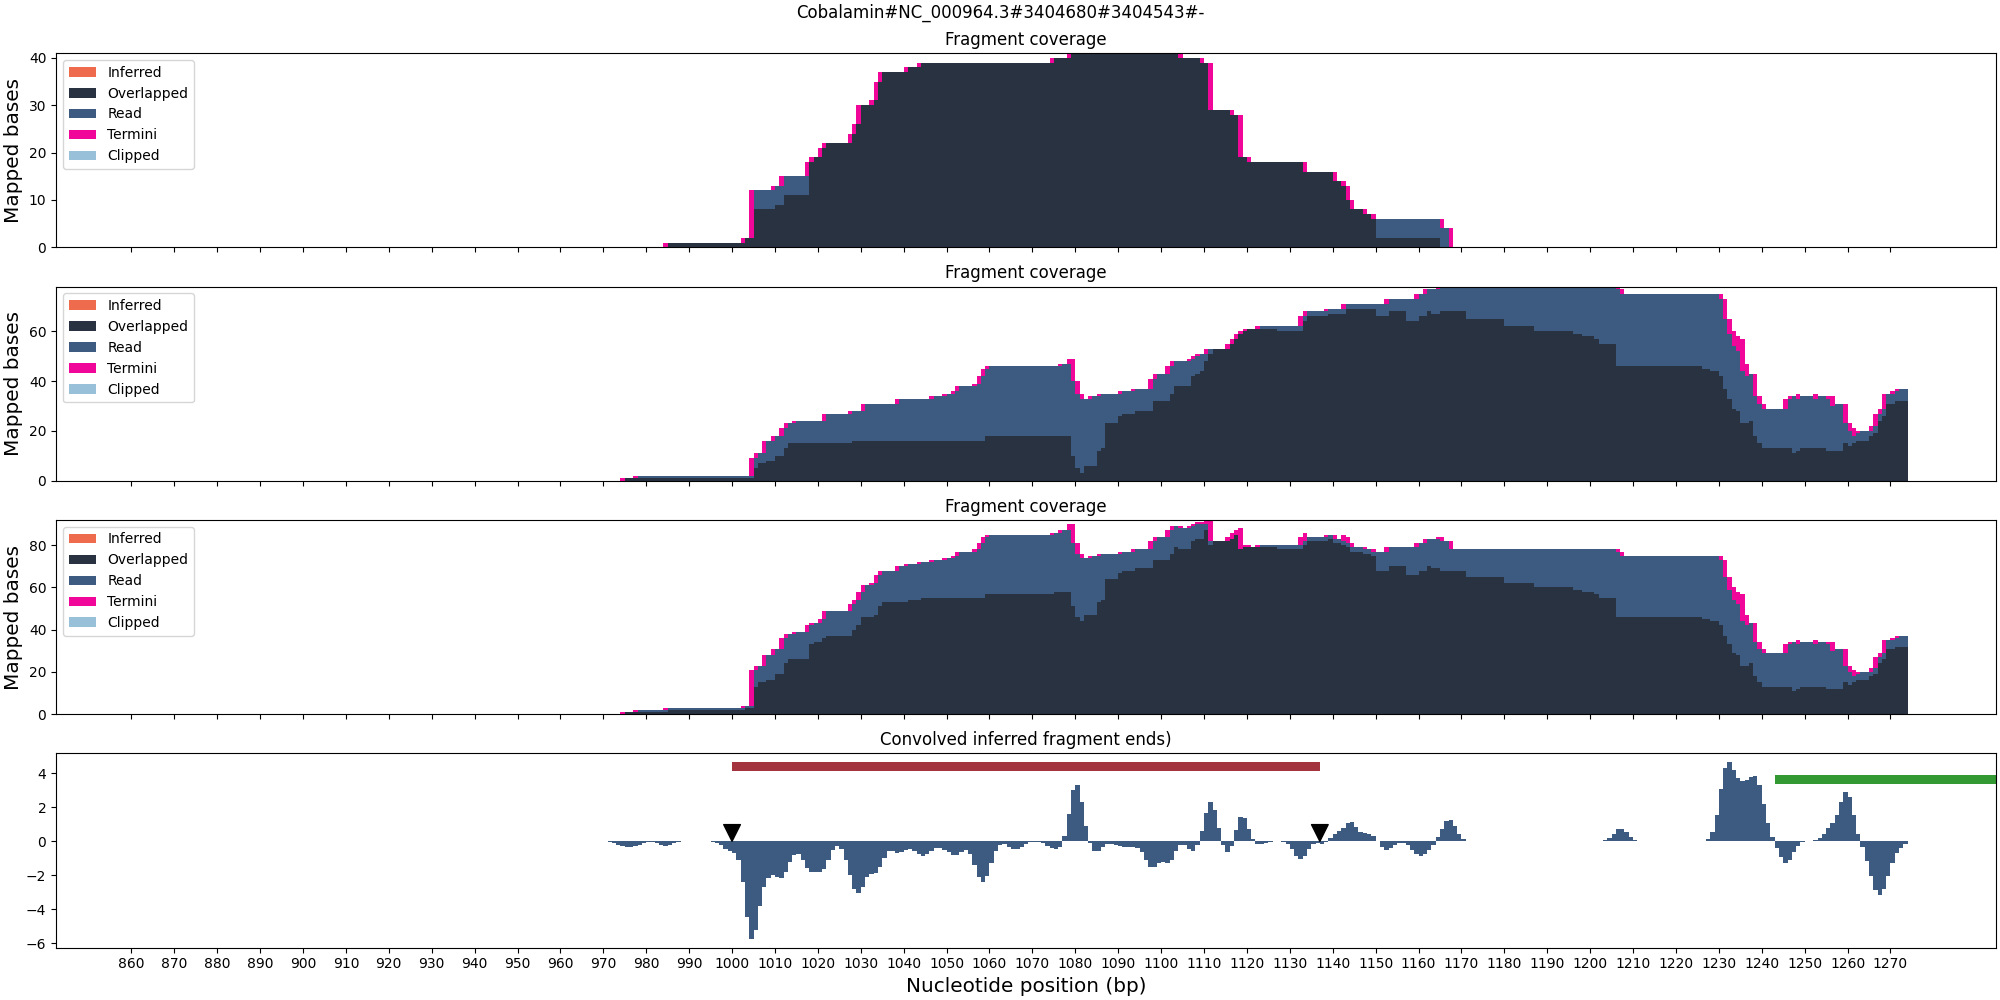 Cobalamin#NC_000964.3#3404680#3404543#-
Fragment coverage
Mapped bases
40
30
20
10
0
Inferred
Overlapped
Read
Termini
Clipped
Fragment coverage
Mapped bases
60
40
20
0
Inferred
Overlapped
Read
Termini
Clipped
Fragment coverage
Mapped bases
80
60
40
20
0
Inferred
Overlapped
Read
Termini
Clipped
Convolved inferred fragment ends)
4
2
0
−2
−4
−6
860 870 880 890 900 910 920 930 940 950 960 970 980 990 1000 1010 1020 1030 1040 1050 1060 1070 1080 1090 1100 1110 1120 1130 1140 1150 1160 1170 1180 1190 1200 1210 1220 1230 1240 1250 1260 1270
Nucleotide position (bp)